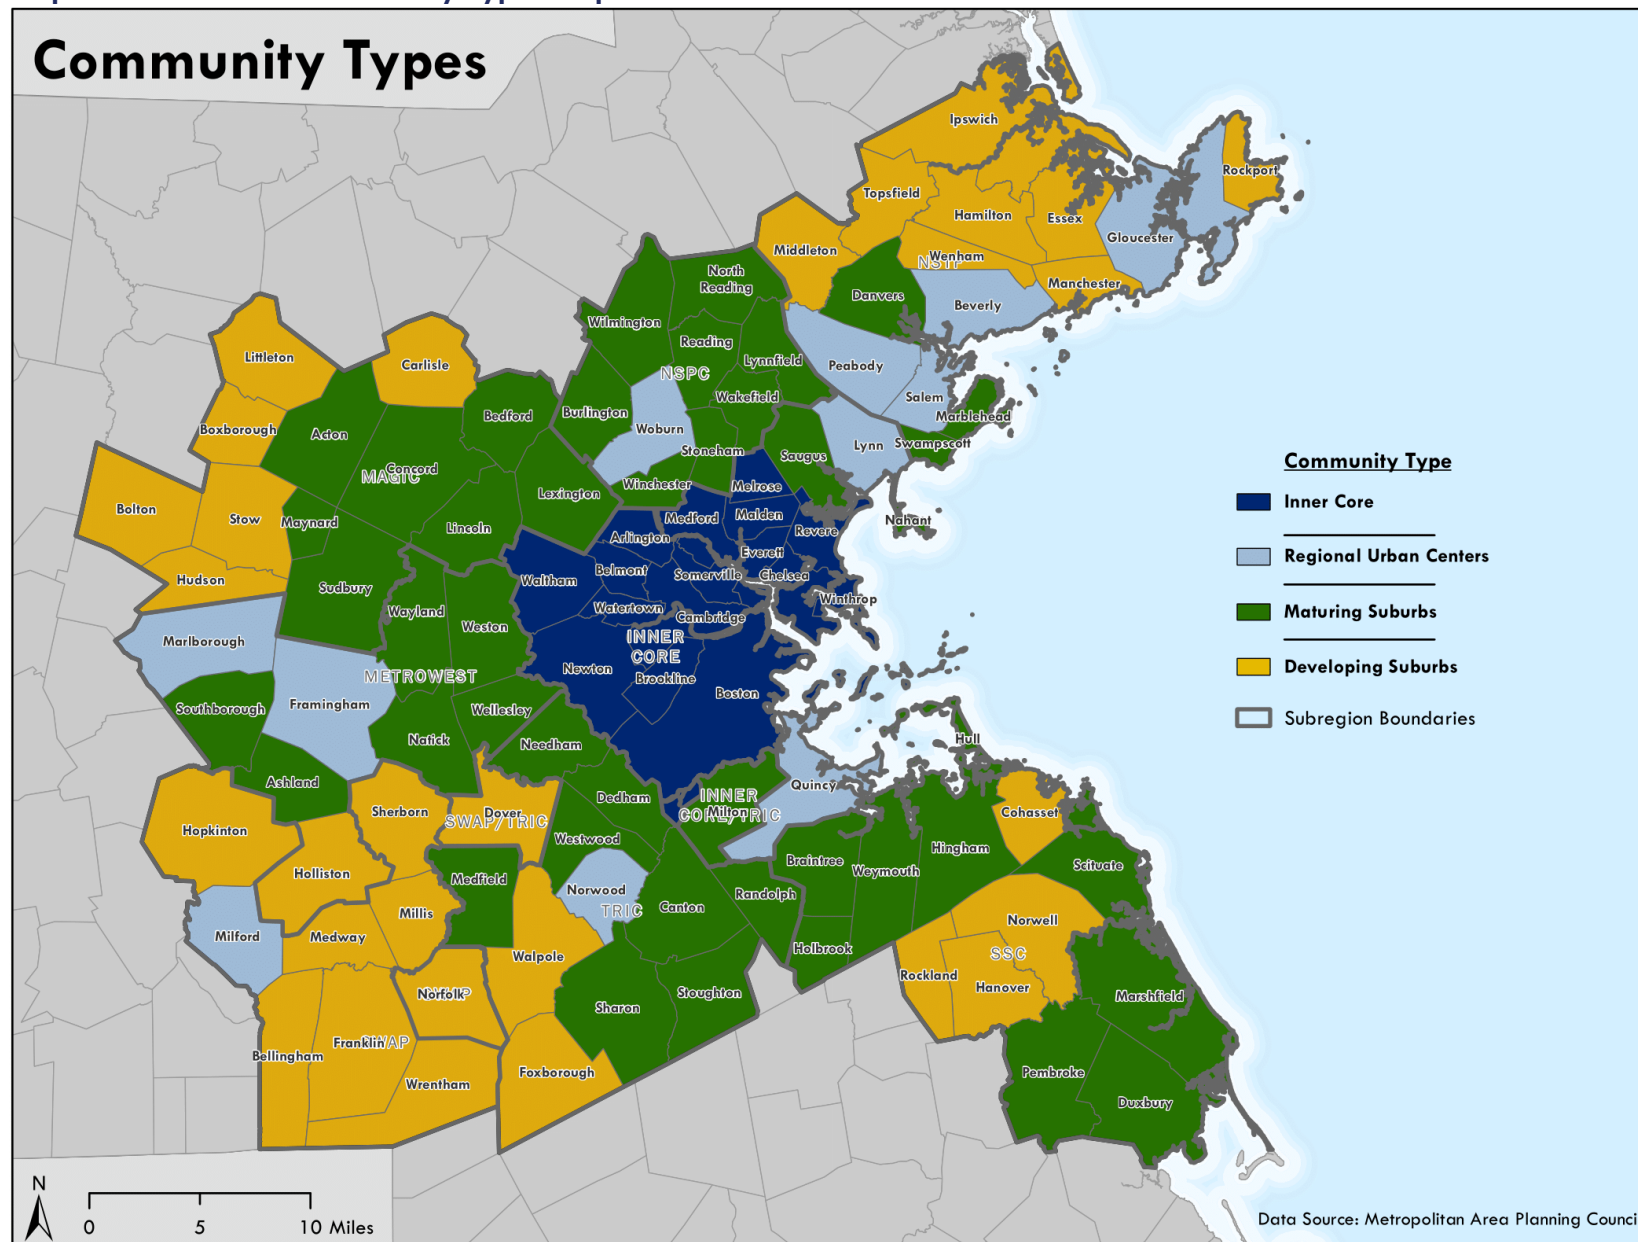 Community Types
Ipswich
Rockport
Topsfield
Hamilton
Essex
Gloucester
Middleton
Wenham
Manchester
North
Reading
Danvers
Beverly
Wilmington
Reading
Lynnfield
Peabody
NSPC
Littleton
Carlisle
Wakefield
Salem
Marblehead
Bedford
Burlington
Woburn
Boxborough
Acton
Stoneham
Saugus
Lynn
Swampscott
Concord
MAGIC
Winchester
Melrose
Lexington
Bolton
Stow
Maynard
Lincoln
Medford
Malden
Revere
Nahant
Arlington
Everett
Hudson
Sudbury
Waltham
Belmont
Somerville
Chelsea
Winthrop
Wayland
Weston
Watertown
Cambridge
Marlborough
INNER
CORE
METROWEST
Newton
Brookline
Boston
Southborough
Framingham
Wellesley
Natick
Needham
Hull
Ashland
Quincy
Dedham
INNER
CORE/TRIC
Milton
Sherborn
Dover
SWAP/TRIC
Cohasset
Hopkinton
Westwood
Hingham
Braintree
Weymouth
Scituate
Holliston
Medfield
Norwood
Randolph
Millis
TRIC
Canton
Norwell
Milford
Medway
Holbrook
Walpole
SSC
Rockland
Hanover
Norfolk
Sharon
Stoughton
Marshfield
Franklin
Bellingham
Wrentham
Foxborough
Pembroke
Duxbury
Community Type
Inner Core
Regional Urban Centers
Maturing Suburbs
Developing Suburbs
Subregion Boundaries
N
0 5 10 Miles
Data Source: Metropolitan Area Planning Counci